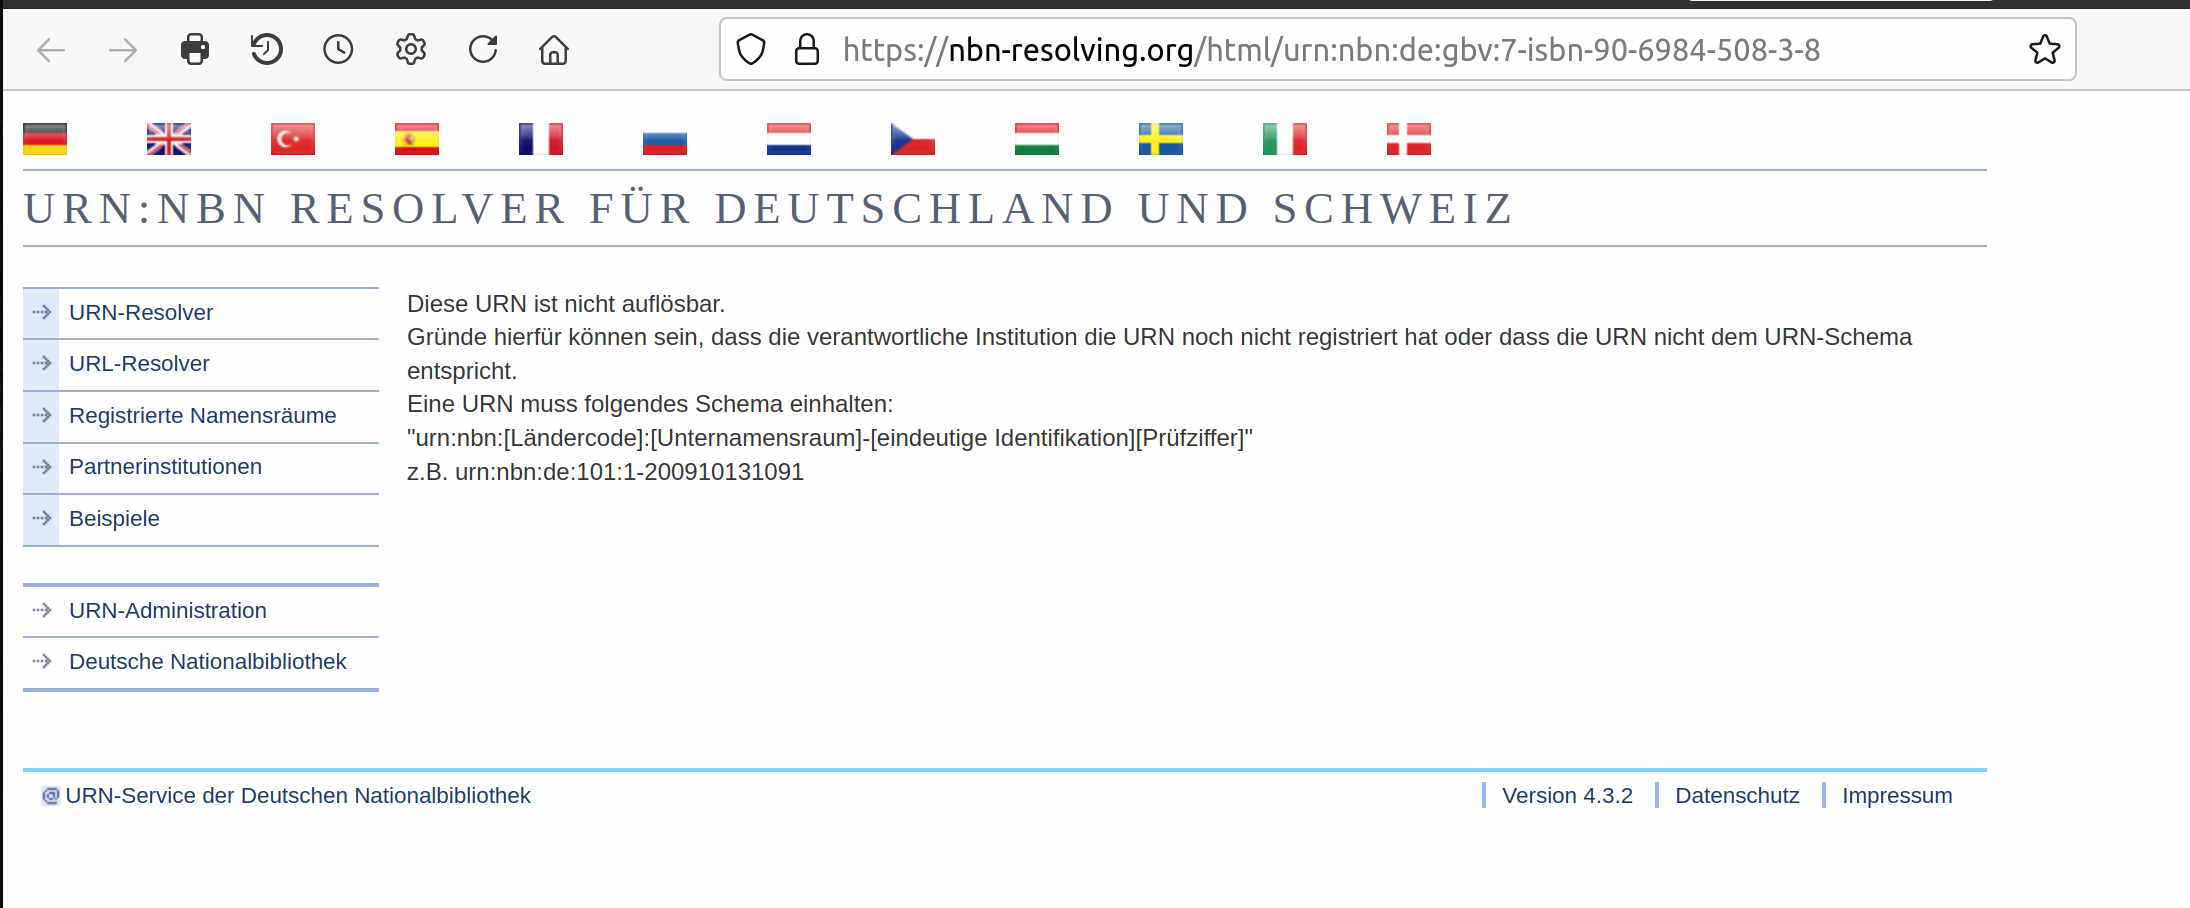 https://nbn-resolving.org/html/urn:nbn:de:gbv:7-isbn-90-6984-508-3-8
URN:NBN RESOLVER FÜR DEUTSCHLAND UND SCHWEIZ
URN-Resolver
URL-Resolver
Registrierte Namensräume
Partnerinstitutionen
Beispiele
URN-Administration
Deutsche Nationalbibliothek
Diese URN ist nicht auflösbar.
Gründe hierfür können sein, dass die verantwortliche Institution die URN noch nicht registriert hat oder dass die URN nicht dem URN-Schema
entspricht.
Eine URN muss folgendes Schema einhalten:
"urn:nbn:[Ländercode]:[Unternamensraum]-[eindeutige Identifikation][Prüfziffer]"
z.B. urn:nbn:de:101:1-200910131091
@ URN-Service der Deutschen Nationalbibliothek
Version 4.3.2
Datenschutz
Impressum